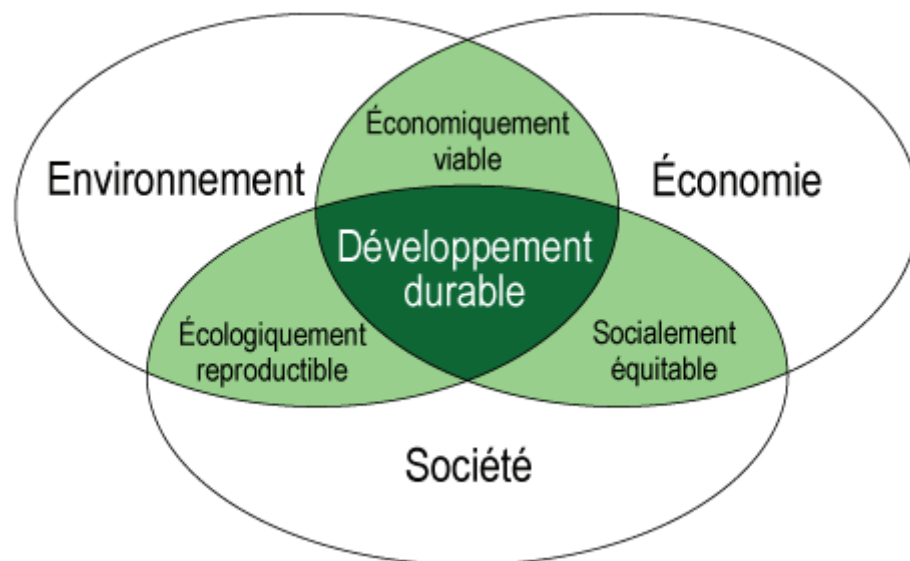 Économiquement
viable
Environnement
Économie
Développement
durable
Écologiquement
reproductible
Socialement
équitable
Société